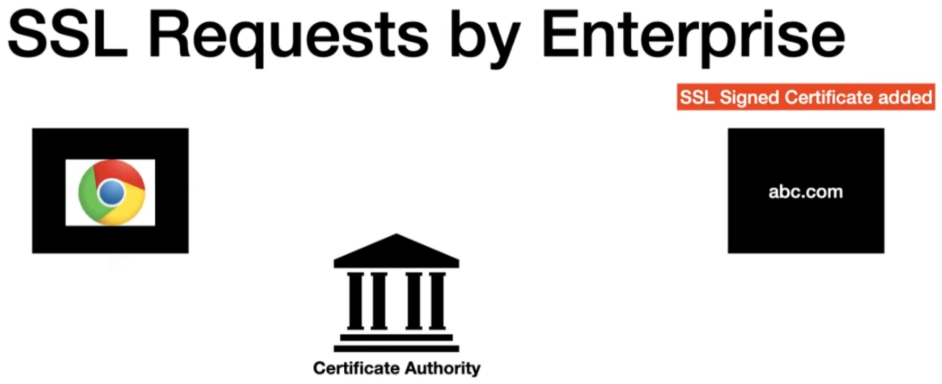 SSL Requests by Enterprise
SSL Signed Certificate added
abc.com
Certificate Authority